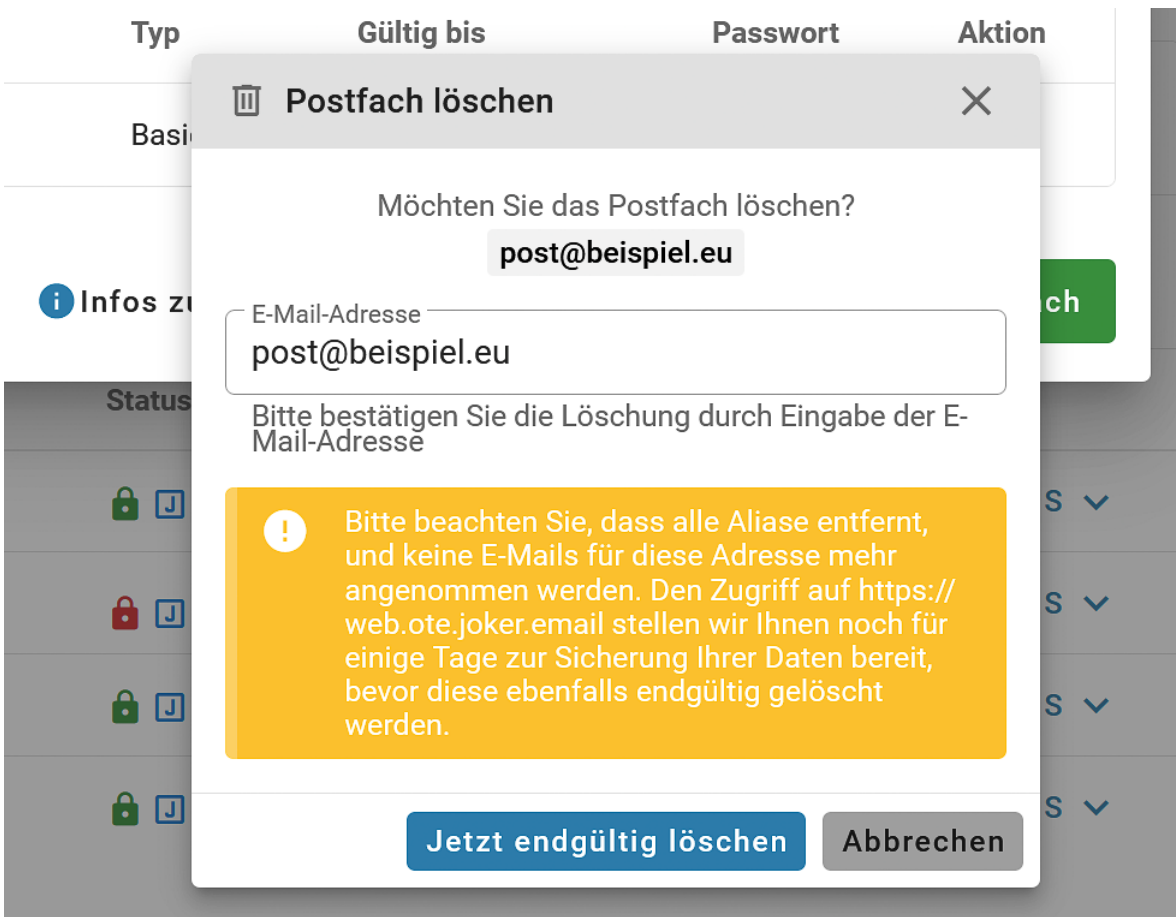 Typ Gültig bis Passwort Aktion
Postfach löschen
Möchten Sie das Postfach löschen?
post@beispiel.eu
Infos
E-Mail-Adresse
post@beispiel.eu
Status
Bitte bestätigen Sie die Löschung durch Eingabe der E-
Mail-Adresse
J S
Bitte beachten Sie, dass alle Aliase entfernt,
und keine E-Mails für diese Adresse mehr
angenommen werden. Den Zugriff auf https://
J S
web.ote.joker.email stellen wir Ihnen noch für
einige Tage zur Sicherung Ihrer Daten bereit,
bevor diese ebenfalls endgültig gelöscht
werden.
J S
J S
Jetzt endgültig löschen Abbrechen